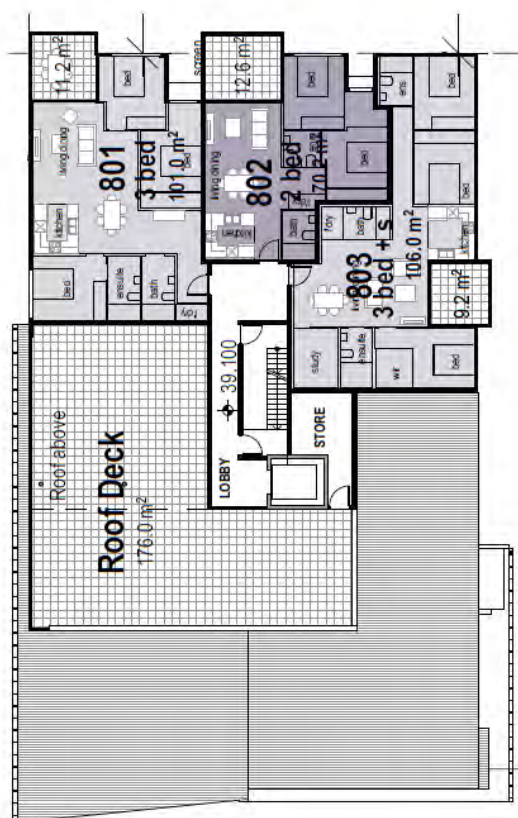 11.2 m²
bed
screen
12.6 m²
bed
ens
bed
living dining
801
3 bed
101.0 m²
bed
living dining
802
2 bed
70.2 m²
bed
kitchen
kitchen
bath
l'dry
bath
803
3 bed + s
106.0 m²
kitchen
9.2 m²
bed
ensuite
bath
l'dry
study
ensuite
wir
bed
39.100
LOBBY
STORE
Roof above
Roof Deck
176.0 m²